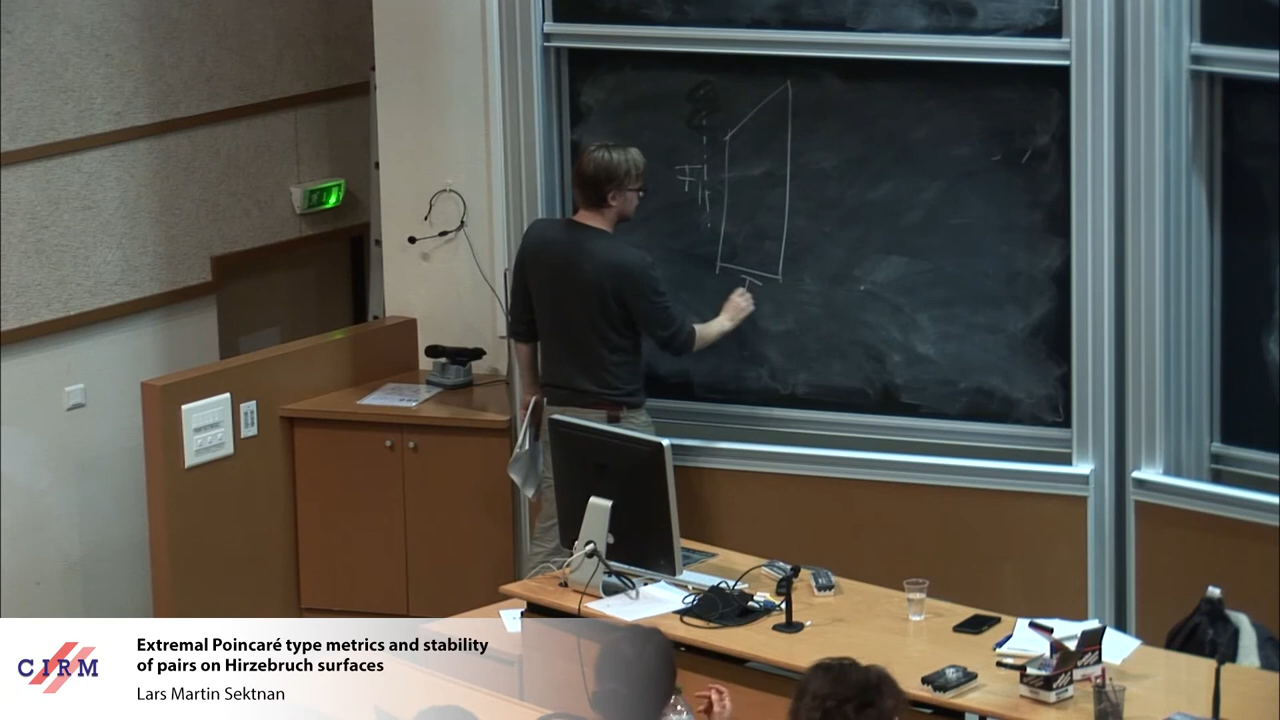 CIRM
Extremal Poincaré type metrics and stability
of pairs on Hirzebruch surfaces
Lars Martin Sektnan